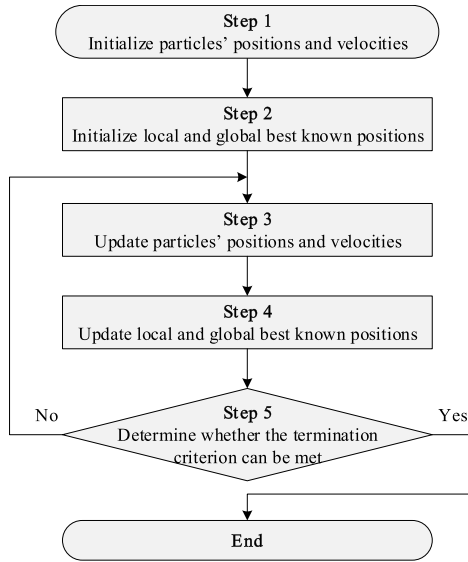 Step 1
Initialize particles' positions and velocities
Step 2
Initialize local and global best known positions
Step 3
Update particles' positions and velocities
Step 4
Update local and global best known positions
No
Step 5
Yes
Determine whether the termination
criterion can be met
End